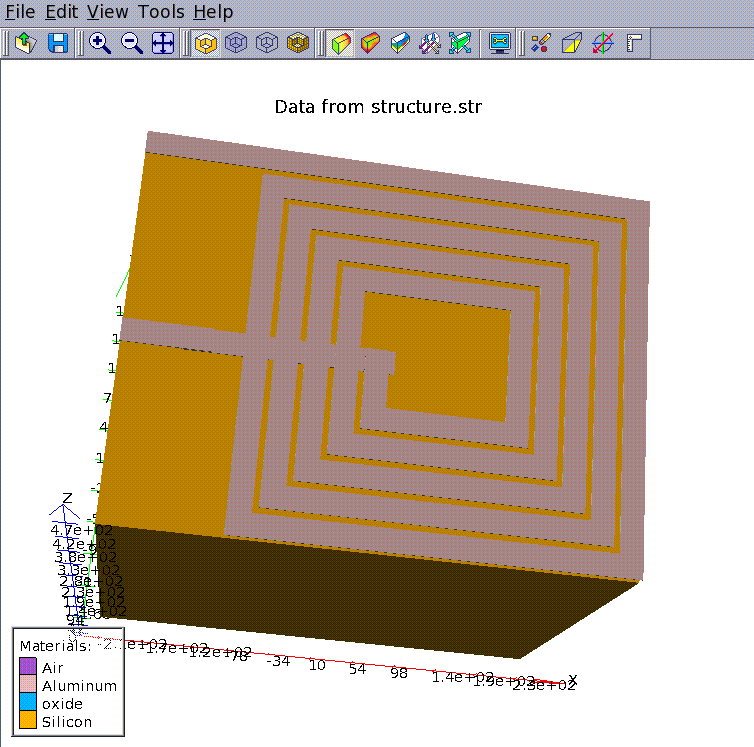 File Edit View Tools Help
Data from structure.str
7
4
Z
4.7e+02
4.2e+02
3.8e+02
3.3e+02
2.8e+02
2.3e+02
1.9e+02
1.4e+02
94
1.7e+02 1.2e+02 -78 -34 10 54 98 1.4e+02 1.9e+02 2.3e+02 X
Materials:
Air
Aluminum
oxide
Silicon